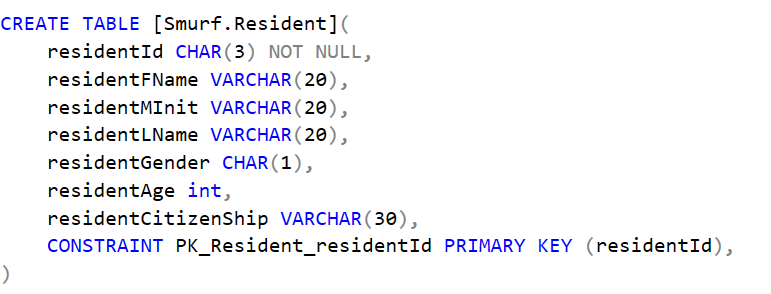 CREATE TABLE [Smurf.Resident](
    residentId CHAR(3) NOT NULL,
    residentFName VARCHAR(20),
    residentMInit VARCHAR(20),
    residentLName VARCHAR(20),
    residentGender CHAR(1),
    residentAge int,
    residentCitizenShip VARCHAR(30),
    CONSTRAINT PK_Resident_residentId PRIMARY KEY (residentId),
)